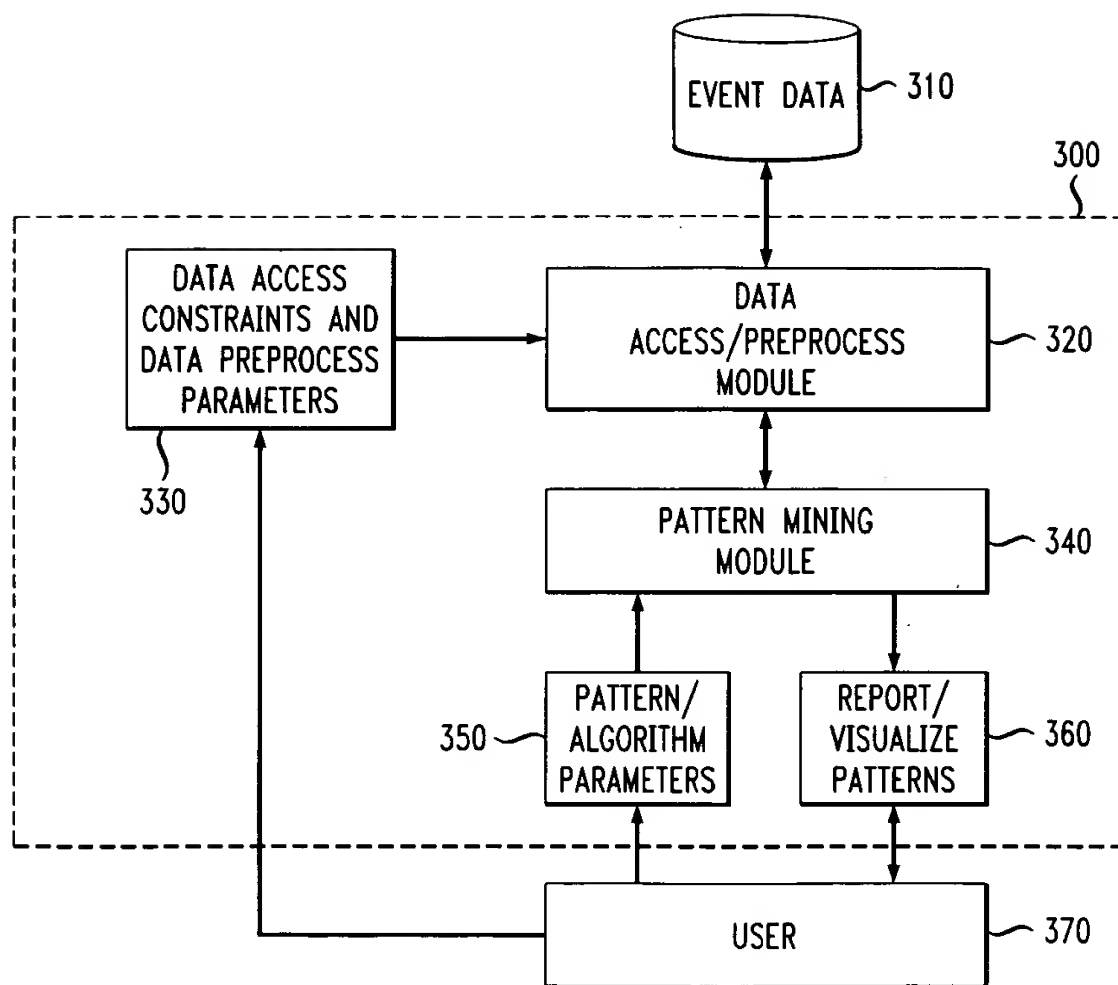 EVENT DATA
310
300
DATA ACCESS
CONSTRAINTS AND
DATA PREPROCESS
PARAMETERS
330
DATA
ACCESS/PREPROCESS
MODULE
320
PATTERN MINING
MODULE
340
350
PATTERN/
ALGORITHM
PARAMETERS
REPORT/
VISUALIZE
PATTERNS
360
USER
370